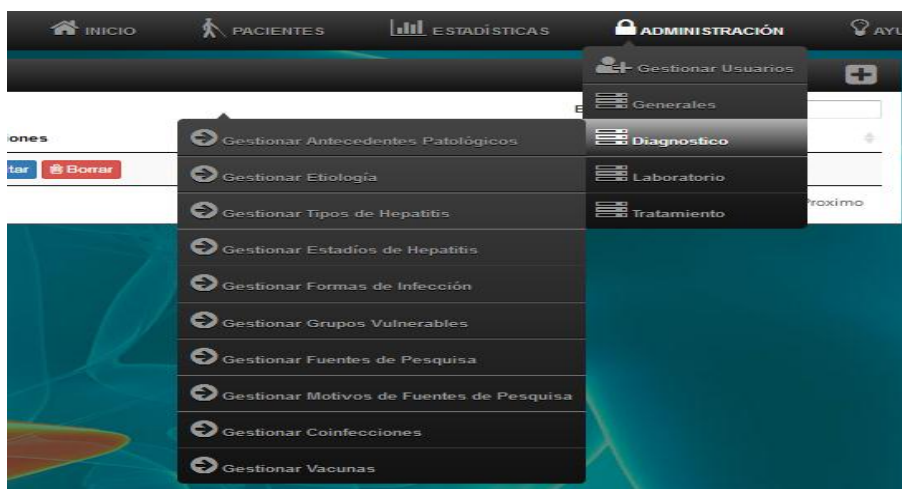 INICIO PACIENTES ESTADÍSTICAS ADMINISTRACIÓN AYU
Gestionar Usuarios
Generales
iones
Diagnostico
tar Borrar
Laboratorio
Tratamiento
Proximo
Gestionar Antecedentes Patológicos
Gestionar Etiología
Gestionar Tipos de Hepatitis
Gestionar Estadíos de Hepatitis
Gestionar Formas de Infección
Gestionar Grupos Vulnerables
Gestionar Fuentes de Pesquisa
Gestionar Motivos de Fuentes de Pesquisa
Gestionar Coinfecciones
Gestionar Vacunas